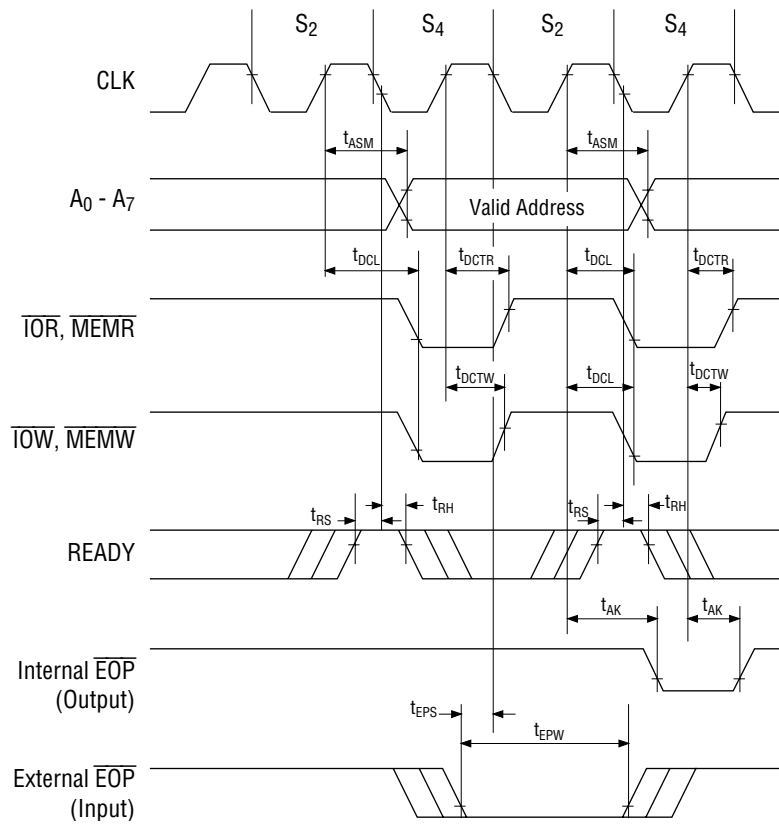 S2 S4 S2 S4
CLK
tASM tASM
A0 - A7 Valid Address
tDCL tDCTR tDCL tDCTR
IOR, MEMR
tDCTW tDCL tDCTW
IOW, MEMW
tRS tRH tRS tRH
READY
tAK tAK
Internal EOP
(Output)
tEPS tEPW
External EOP
(Input)